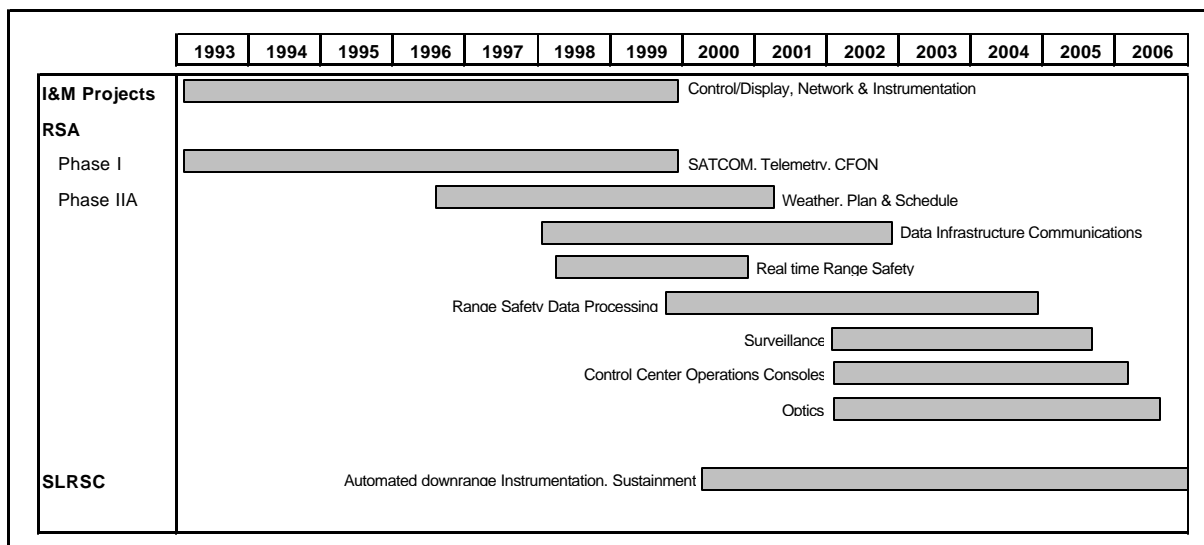 1993 1994 1995 1996 1997 1998 1999 2000 2001 2002 2003 2004 2005 2006
I&M Projects Control/Display, Network & Instrumentation
RSA
Phase I SATCOM, Telemetry, CFON
Phase IIA Weather, Plan & Schedule
Data Infrastructure Communications
Real time Range Safety
Range Safety Data Processing
Surveillance
Control Center Operations Consoles
Optics
SLRSC Automated downrange Instrumentation, Sustainment